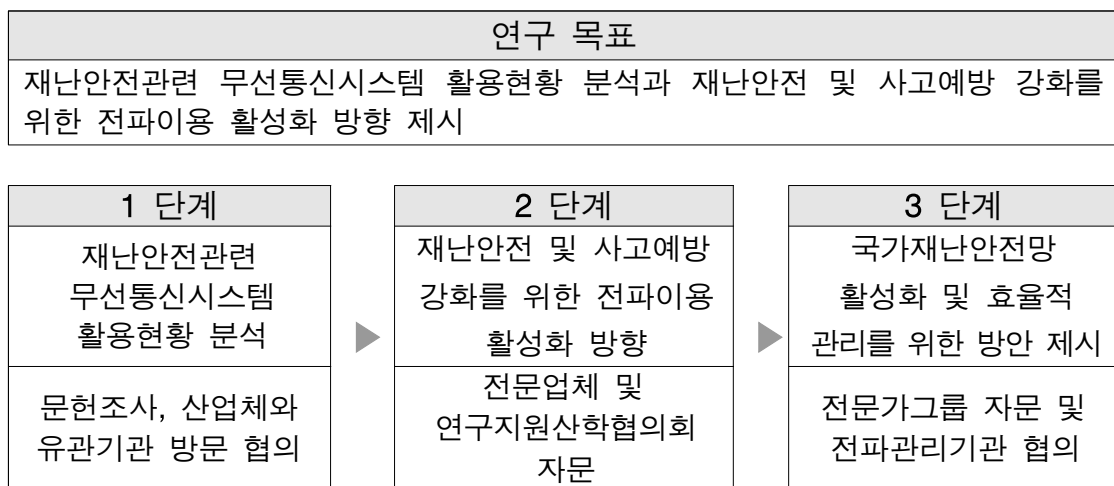 연구 목표
재난안전관련 무선통신시스템 활용현황 분석과 재난안전 및 사고예방 강화를
위한 전파이용 활성화 방향 제시
1 단계
재난안전관련
무선통신시스템
활용현황 분석
문헌조사, 산업체와
유관기관 방문 협의
2 단계
재난안전 및 사고예방
강화를 위한 전파이용
활성화 방향
전문업체 및
연구지원산학협의회
자문
3 단계
국가재난안전망
활성화 및 효율적
관리를 위한 방안 제시
전문가그룹 자문 및
전파관리기관 협의